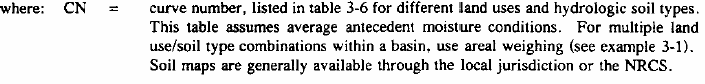 where: CN = curve number, listed in table 3-6 for different land uses and hydrologic soil types.
This table assumes average antecedent moisture conditions. For multiple land
use/soil type combinations within a basin, use areal weighing (see example 3-1).
Soil maps are generally available through the local jurisdiction or the NRCS.